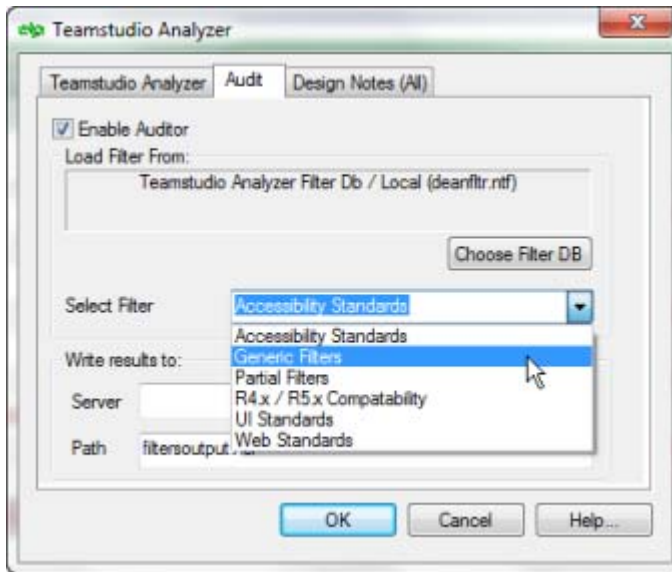 Teamstudio Analyzer
Teamstudio Analyzer Audit Design Notes (All)
Enable Auditor
Load Filter From:
Teamstudio Analyzer Filter Db / Local (deanfltr.ntf)
Choose Filter DB
Select Filter Accessibility Standards
Accessibility Standards
Generic Filters
Partial Filters
R4.x / R5.x Compatability
UI Standards
Web Standards
Write results to:
Server
Path
OK Cancel Help...